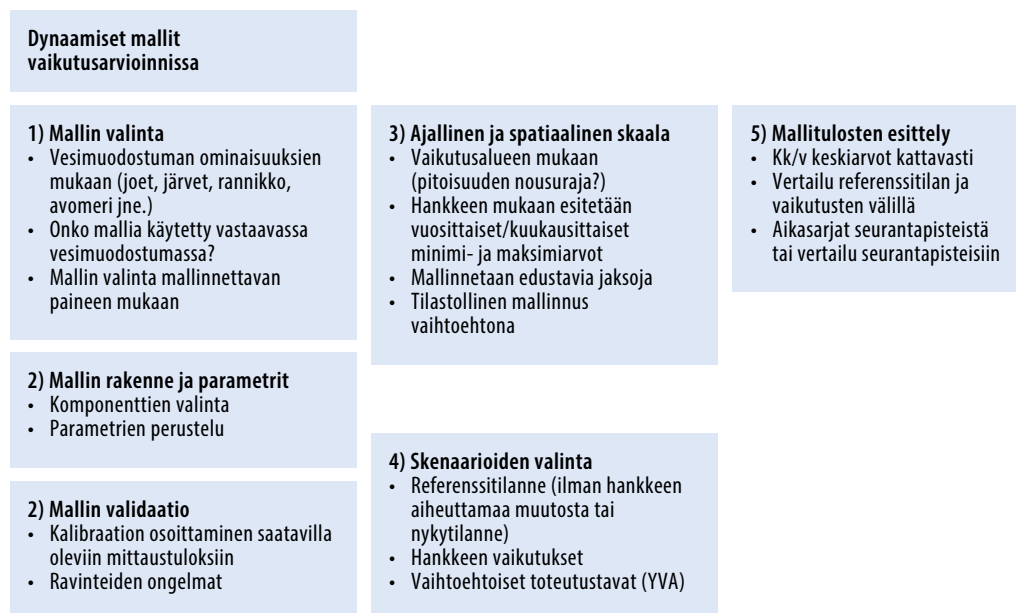 Dynaamiset mallit
vaikutusarvioinnissa
1) Mallin valinta
• Vesimuodostuman ominaisuuksien
mukaan (joet, järvet, rannikko,
avomeri jne.)
• Onko mallia käytetty vastaavassa
vesimuodostumassa?
• Mallin valinta mallinnettavan
paineen mukaan
2) Mallin rakenne ja parametrit
• Komponenttien valinta
• Parametrien perustelu
2) Mallin validaatio
• Kalibraation osoittaminen saatavilla
oleviin mittaustuloksiin
• Ravinteiden ongelmat
3) Ajallinen ja spatiaalinen skaala
• Vaikutusalueen mukaan
(pitoisuuden nousuraja?)
• Hankkeen mukaan esitetään
vuosittaiset/kuukausittaiset
minimi- ja maksimiarvot
• Mallinnetaan edustavia jaksoja
• Tilastollinen mallinnus
vaihtoehtona
4) Skenaarioiden valinta
• Referenssitilanne (ilman hankkeen
aiheuttamaa muutosta tai
nykytilanne)
• Hankkeen vaikutukset
• Vaihtoehtoiset toteutustavat (YVA)
5) Mallitulosten esittely
• Kk/v keskiarvot kattavasti
• Vertailu referenssitilan ja
vaikutusten välillä
• Aikasarjat seurantapisteistä
tai vertailu seurantapisteisiin